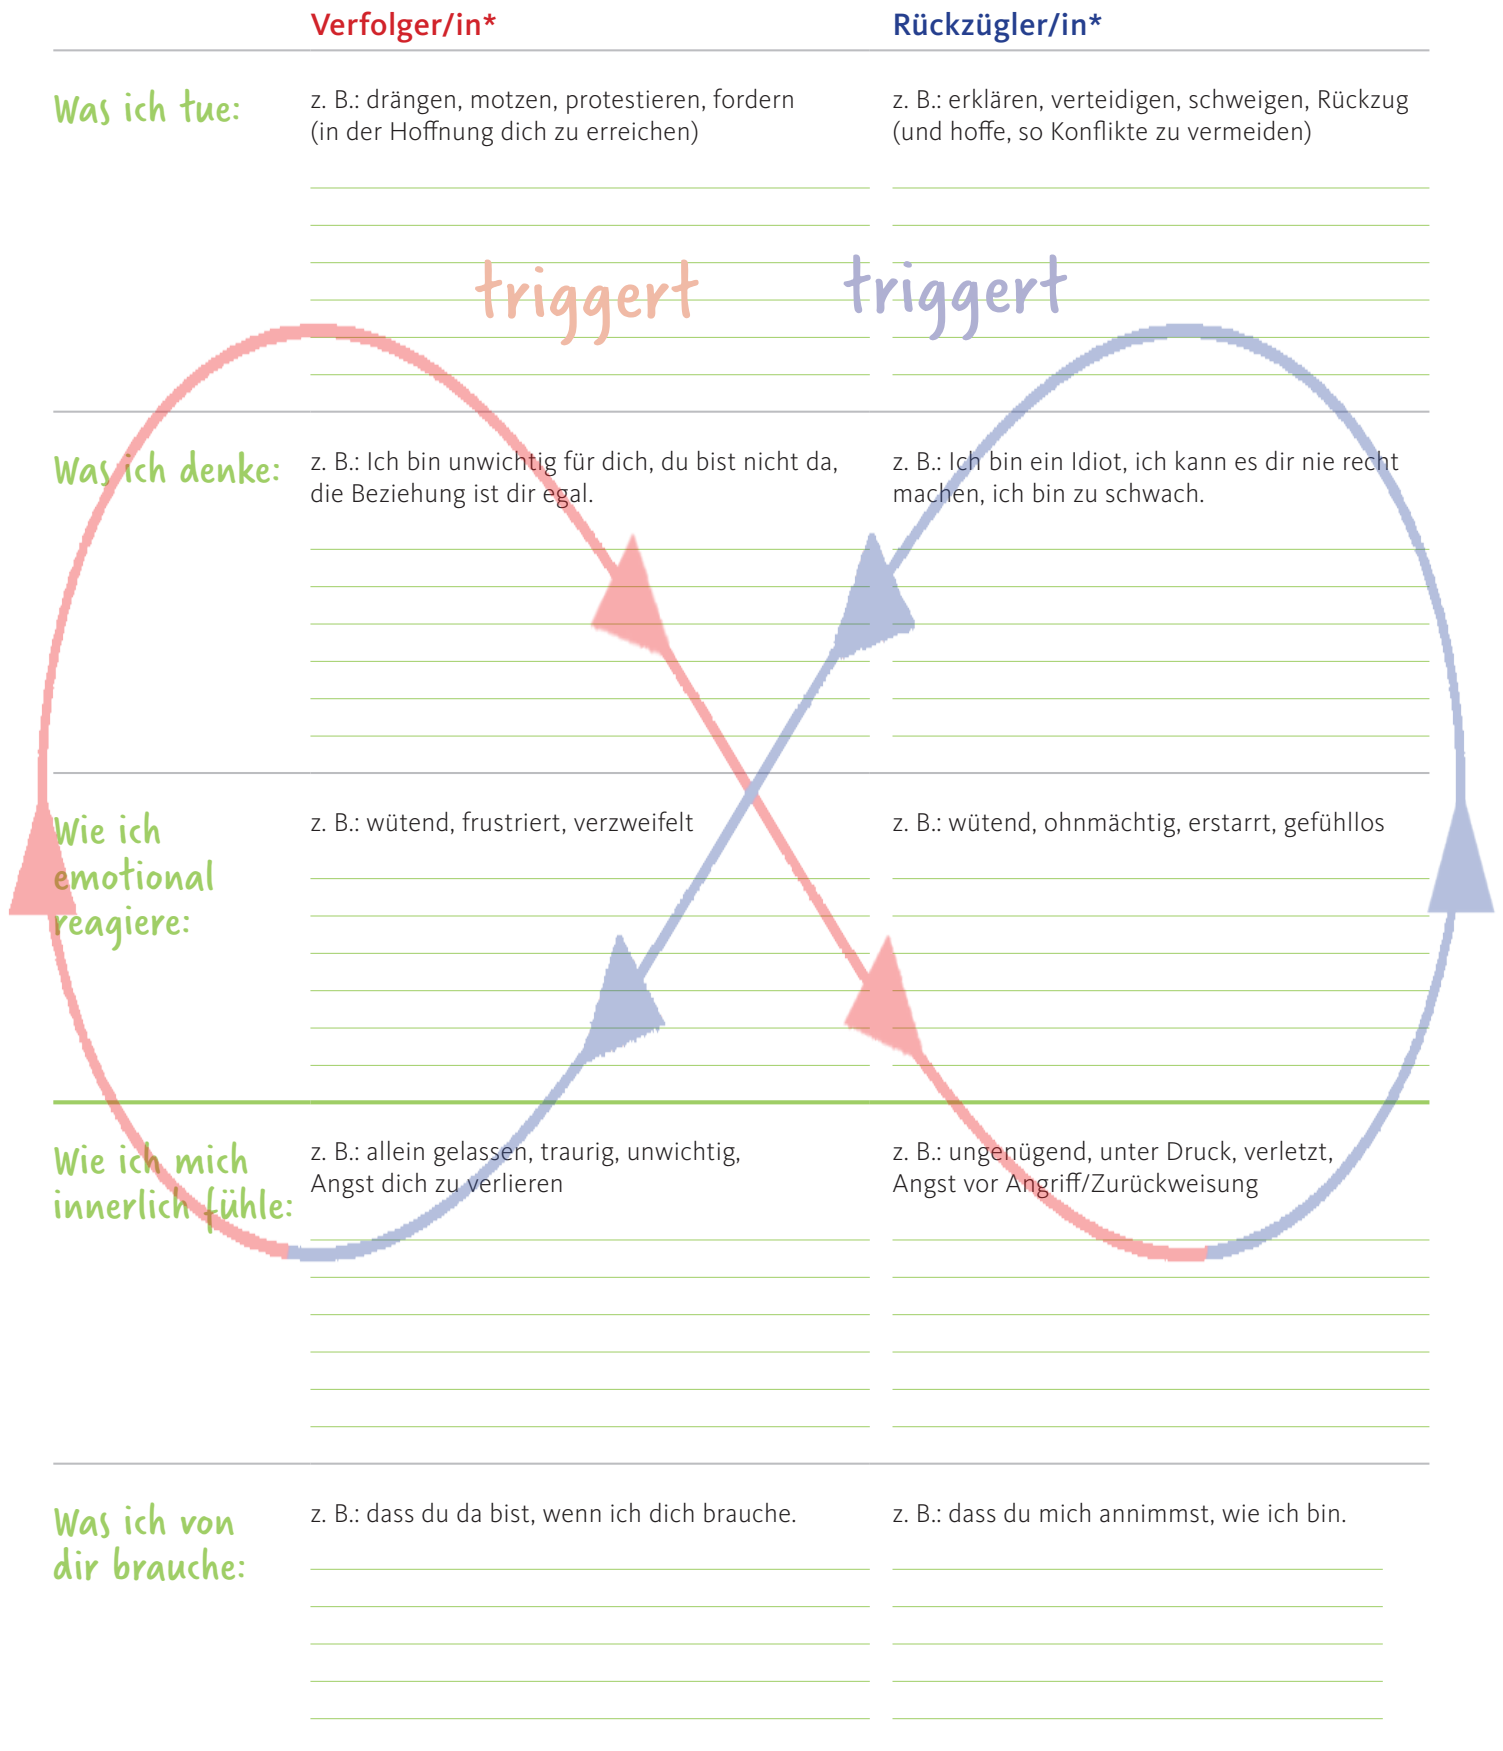 Verfolger/in*
Rückzügler/in*
Was ich tue:
z. B.: drängen, motzen, protestieren, fordern
(in der Hoffnung dich zu erreichen)
z. B.: erklären, verteidigen, schweigen, Rückzug
(und hoffe, so Konflikte zu vermeiden)
triggert
triggert
Was ich denke:
z. B.: Ich bin unwichtig für dich, du bist nicht da,
die Beziehung ist dir egal.
z. B.: Ich bin ein Idiot, ich kann es dir nie recht
machen, ich bin zu schwach.
Wie ich
emotional
reagiere:
z. B.: wütend, frustriert, verzweifelt
z. B.: wütend, ohnmächtig, erstarrt, gefühllos
Wie ich mich
innerlich fühle:
z. B.: allein gelassen, traurig, unwichtig,
Angst dich zu verlieren
z. B.: ungenügend, unter Druck, verletzt,
Angst vor Angriff/Zurückweisung
Was ich von
dir brauche:
z. B.: dass du da bist, wenn ich dich brauche.
z. B.: dass du mich annimmst, wie ich bin.